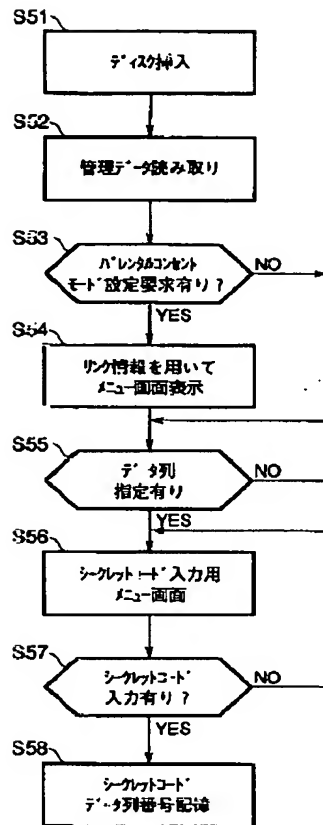 S51
ディスク挿入
S52
管理データ読み取り
S53
パレンタルコンセント
モード設定要求有り？
NO
YES
S54
リンク情報を用いて
メニュー画面表示
S55
データ列
指定有り
NO
YES
S56
シークレットコード入力用
メニュー画面
S57
シークレットコード
入力有り？
NO
YES
S58
シークレットコード
データ列番号記憶